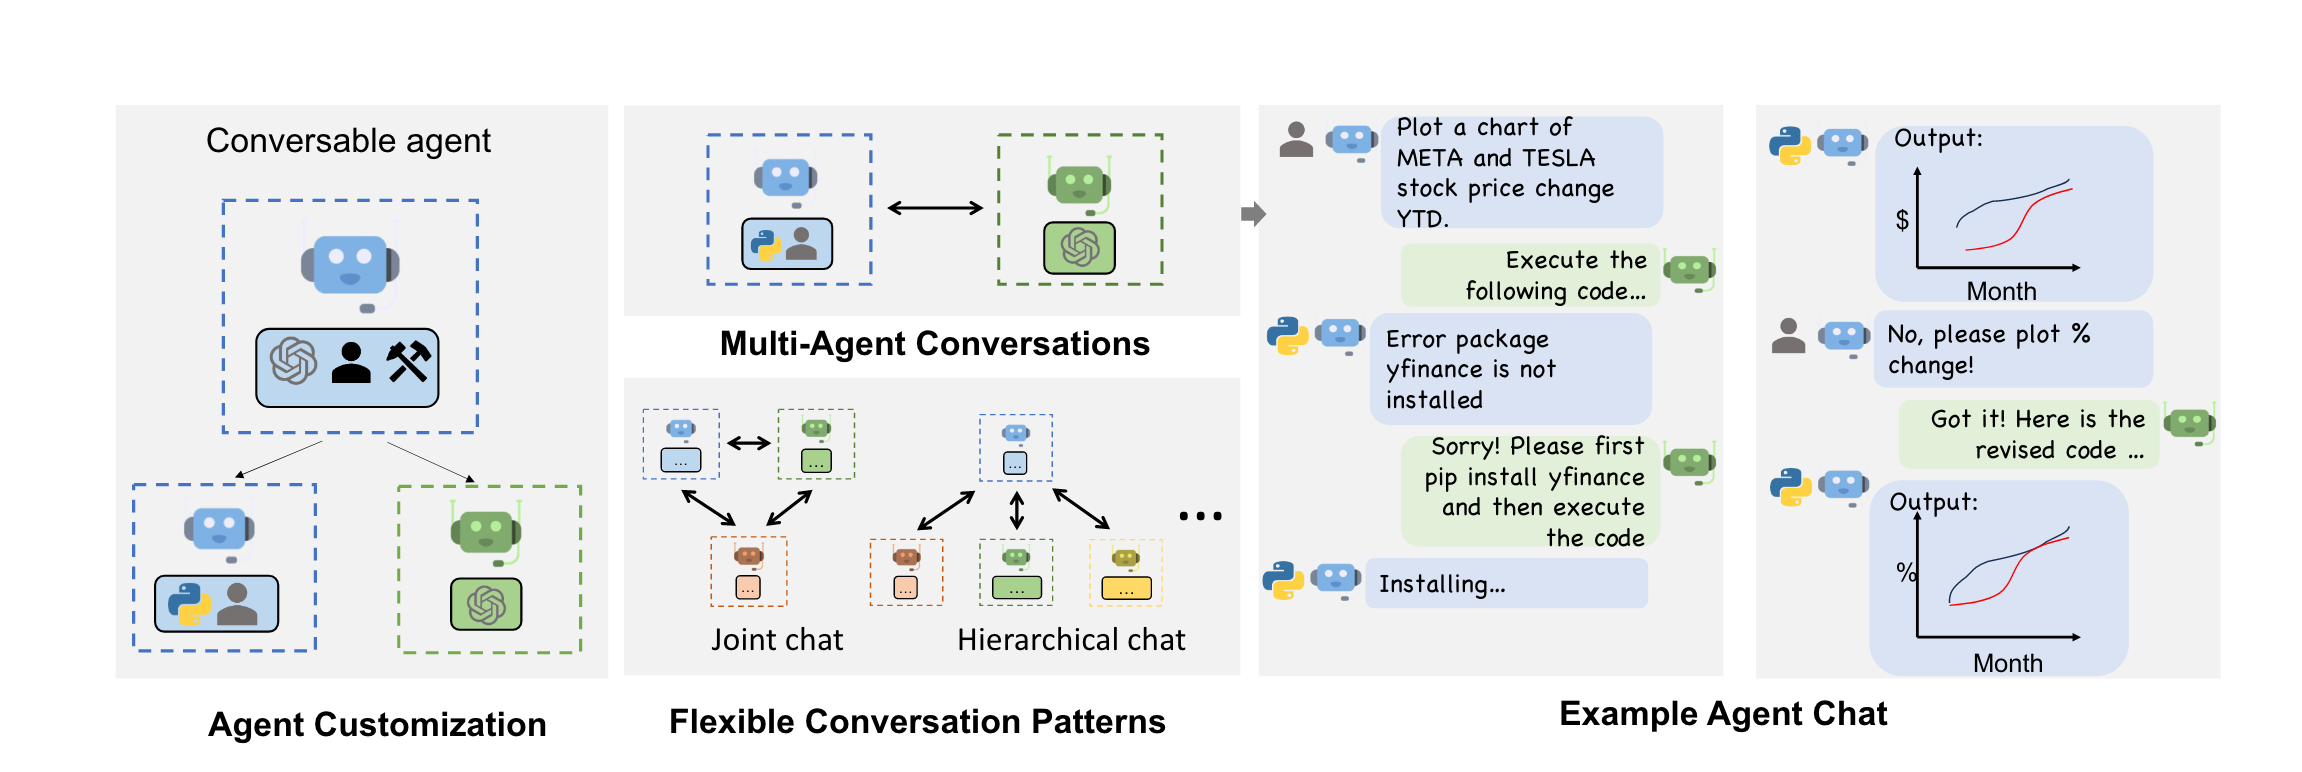 Conversable agent
Agent Customization
Multi-Agent Conversations
...
...
...
...
...
...
...
...
Joint chat
Hierarchical chat
Flexible Conversation Patterns
Plot a chart of
META and TESLA
stock price change
YTD.
Execute the
following code...
Error package
yfinance is not
installed
Sorry! Please first
pip install yfinance
and then execute
the code
Installing...
Output:
$
Month
No, please plot %
change!
Got it! Here is the
revised code ...
Output:
%
Month
Example Agent Chat